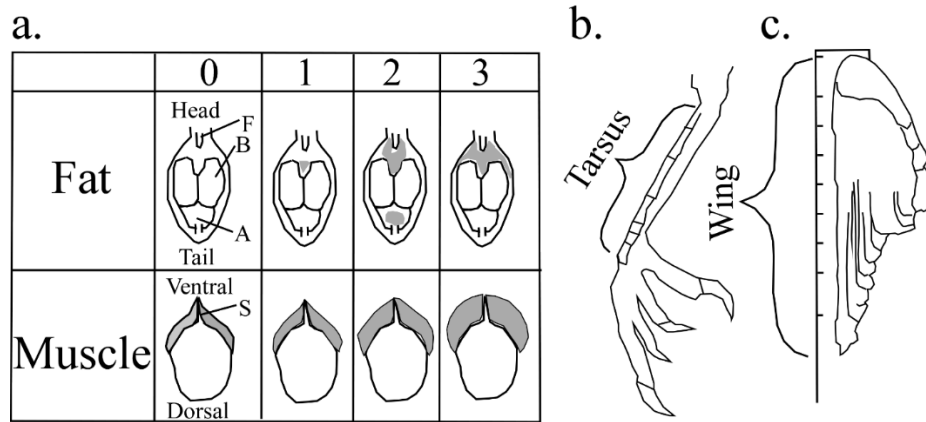 a.
b.
c.
0 1 2 3
Fat
Head
F
B
A
Tail
Muscle
Ventral
S
Dorsal
Tarsus
Wing